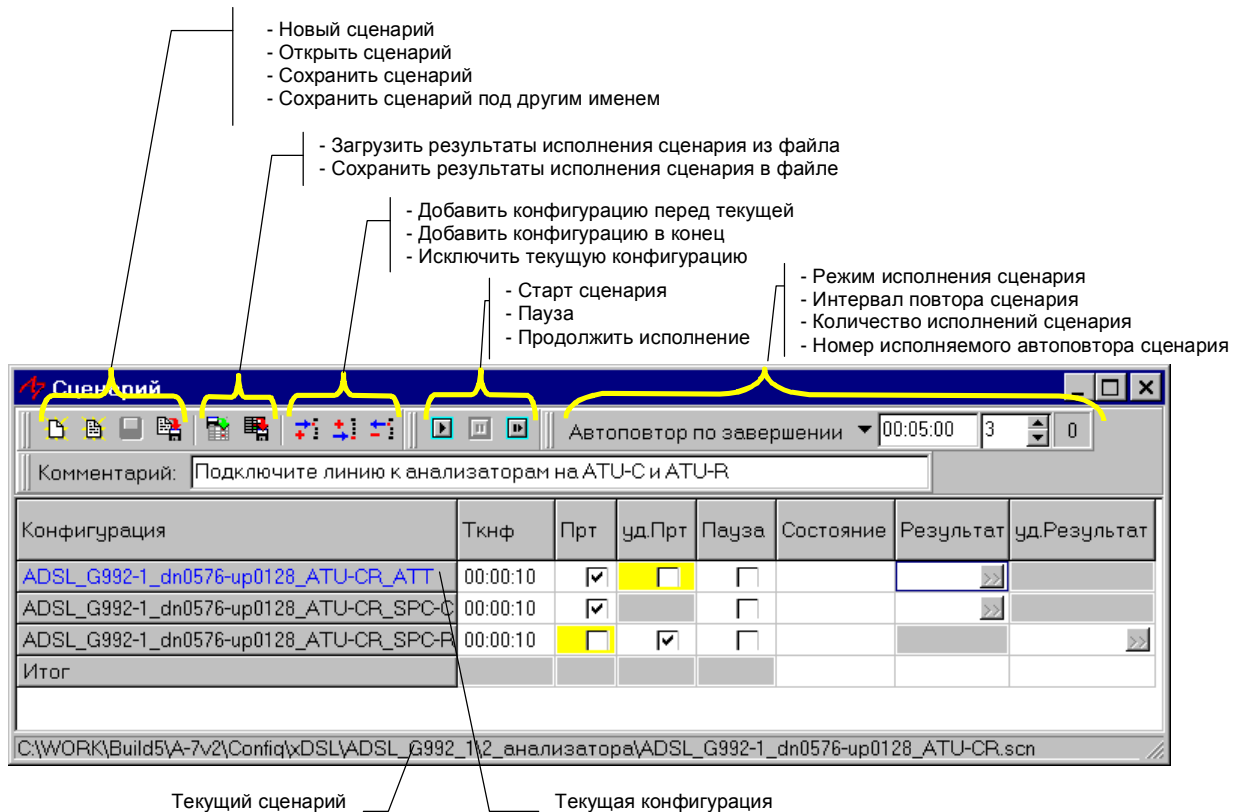 - Новый сценарий
- Открыть сценарий
- Сохранить сценарий
- Сохранить сценарий под другим именем
- Загрузить результаты исполнения сценария из файла
- Сохранить результаты исполнения сценария в файле
- Добавить конфигурацию перед текущей
- Добавить конфигурацию в конец
- Исключить текущую конфигурацию
- Старт сценария
- Пауза
- Продолжить исполнение
- Режим исполнения сценария
- Интервал повтора сценария
- Количество исполнений сценария
- Номер исполняемого автоповтора сценария
Сценарий
Автоповтор по завершении 00:05:00 3 0
Комментарий: Подключите линию к анализаторам на ATU-C и ATU-R
Конфигурация Ткнф Прт уд.Прт Пауза Состояние Результат уд.Результат
ADSL_G992-1_dn0576-up0128_ATU-CR_ATT 00:00:10 >>
ADSL_G992-1_dn0576-up0128_ATU-CR_SPC-C 00:00:10 >>
ADSL_G992-1_dn0576-up0128_ATU-CR_SPC-R 00:00:10 >>
Итог
C:\WORK\Build5\A-7v2\Config\xDSL\ADSL_G992_1\2_анализатора\ADSL_G992-1_dn0576-up0128_ATU-CR.scn
Текущий сценарий Текущая конфигурация